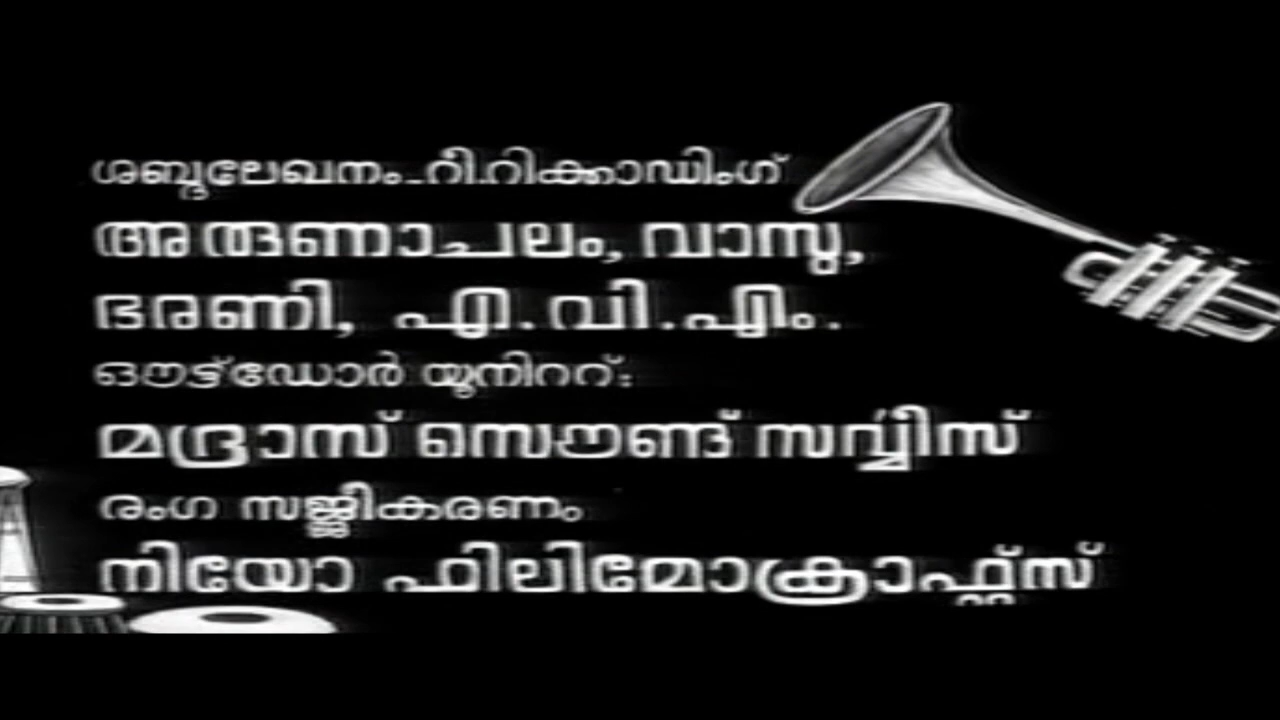 ശബ്ദലേഖനം-റീ.റിക്കാഡിംഗ്
അരുണാചലം, വാസു,
ഭരണി, എ.വി.എം.
ഔട്ട്ഡോർ യൂനിററ്:
മദ്രാസ് സൌണ്ട് സർവ്വീസ്
രംഗ സജ്ജീകരണം
നിയോ ഫിലിമോക്രാഫ്റ്റ്സ്